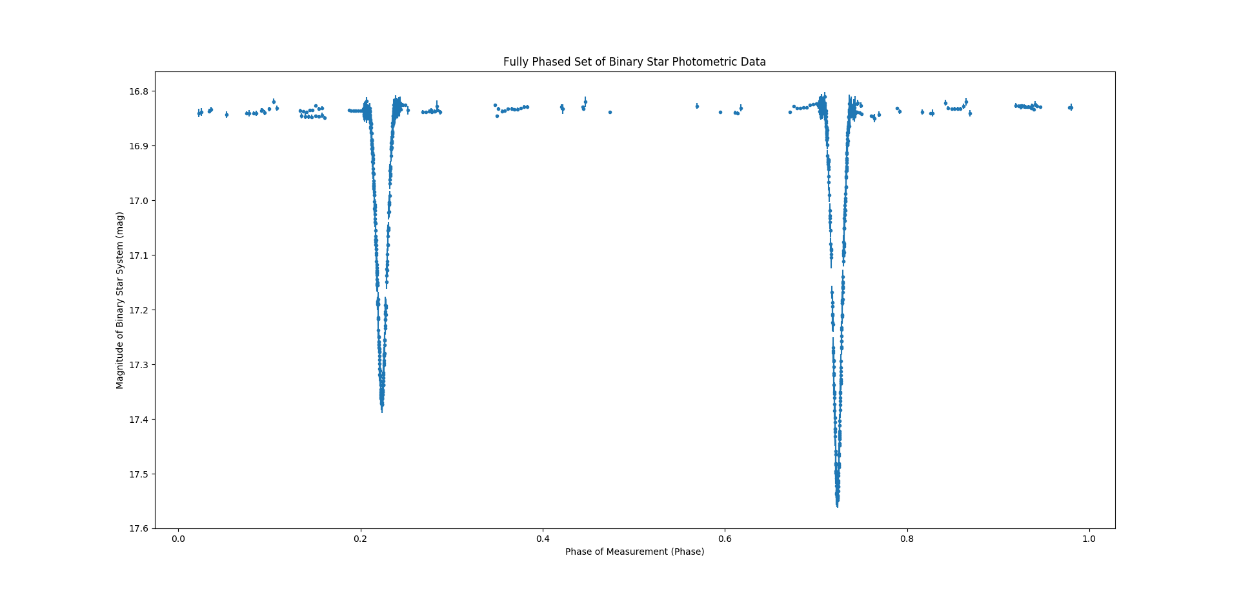 Fully Phased Set of Binary Star Photometric Data
Magnitude of Binary Star System (mag)
16.8
16.9
17.0
17.1
17.2
17.3
17.4
17.5
17.6
0.0 0.2 0.4 0.6 0.8 1.0
Phase of Measurement (Phase)